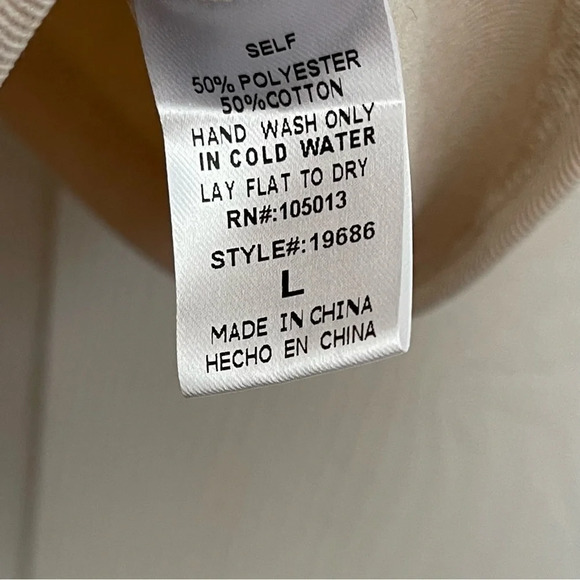 SELF
50% POLYESTER
50%COTTON
HAND WASH ONLY
IN COLD WATER
LAY FLAT TO DRY
RN#:105013
STYLE#:19686
L
MADE IN CHINA
HECHO EN CHINA